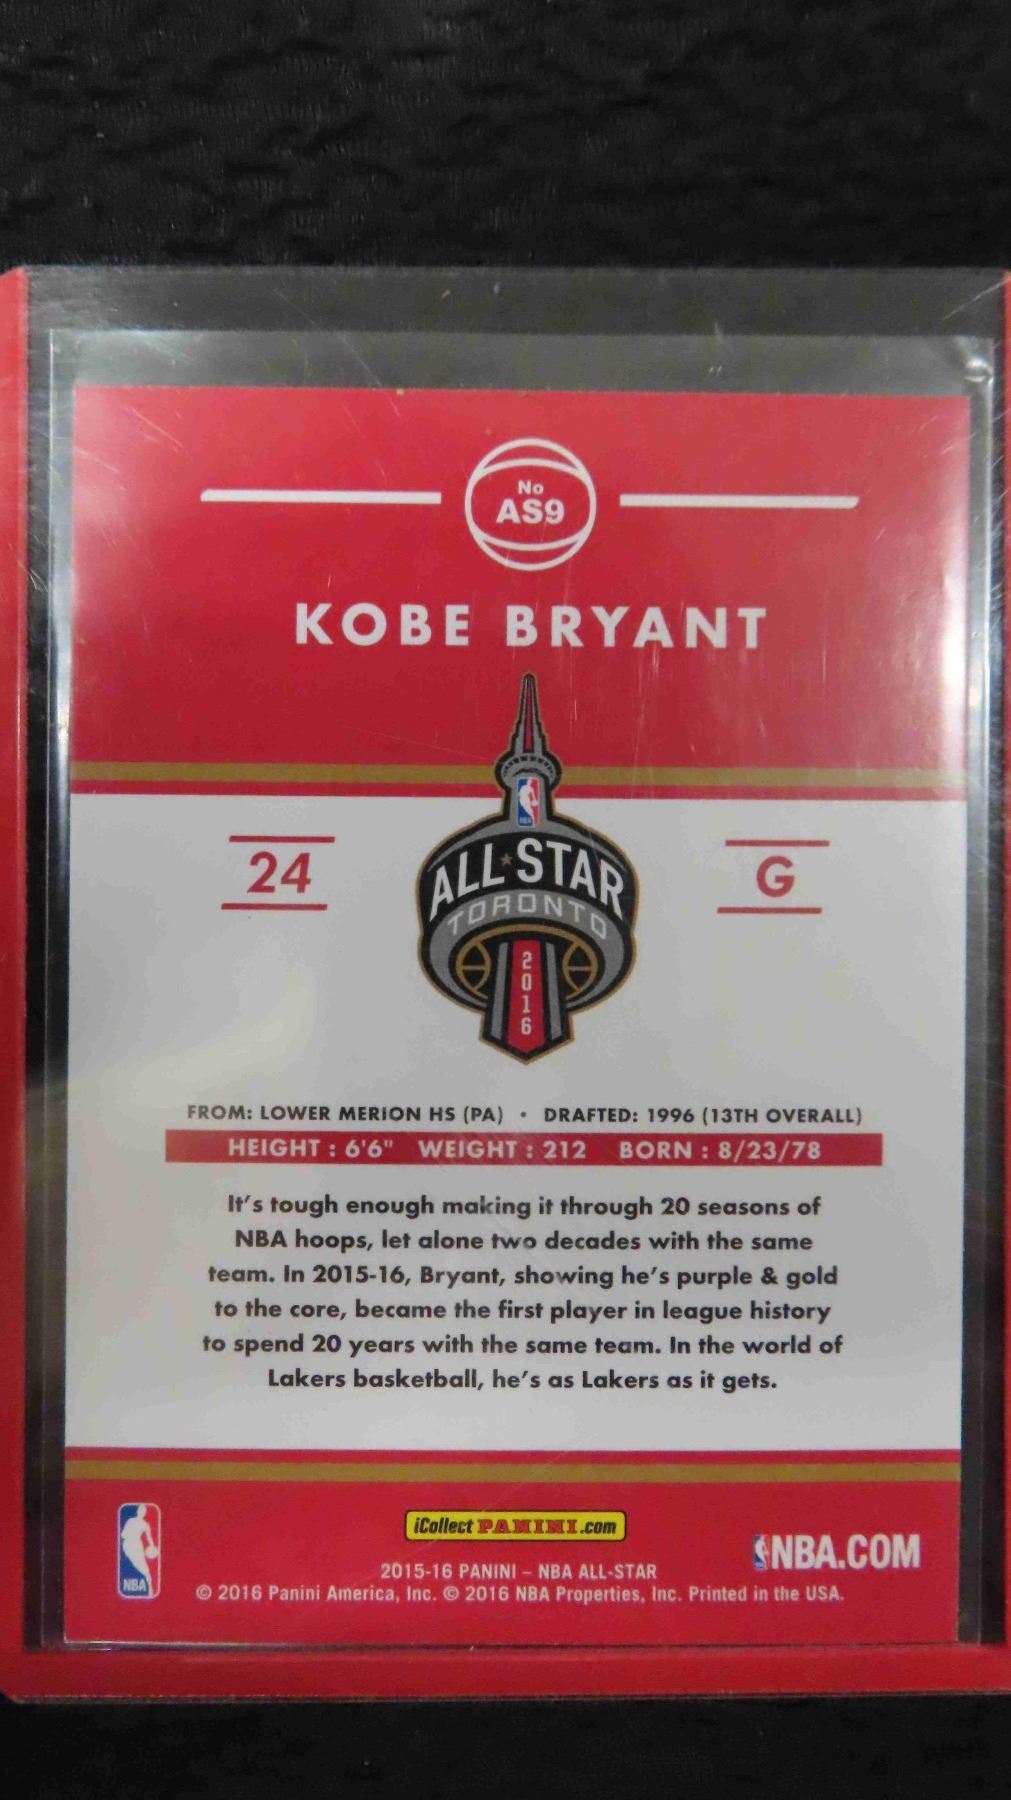 No
AS9
KOBE BRYANT
NBA
ALL★STAR
TORONTO
24
G
2016
FROM: LOWER MERION HS (PA) • DRAFTED: 1996 (13TH OVERALL)
HEIGHT : 6'6" WEIGHT : 212 BORN : 8/23/78
It's tough enough making it through 20 seasons of
NBA hoops, let alone two decades with the same
team. In 2015-16, Bryant, showing he's purple & gold
to the core, became the first player in league history
to spend 20 years with the same team. In the world of
Lakers basketball, he's as Lakers as it gets.
iCollect PANINI.com
NBA
NBA.COM
2015-16 PANINI – NBA ALL-STAR
© 2016 Panini America, Inc. © 2016 NBA Properties, Inc. Printed in the USA.